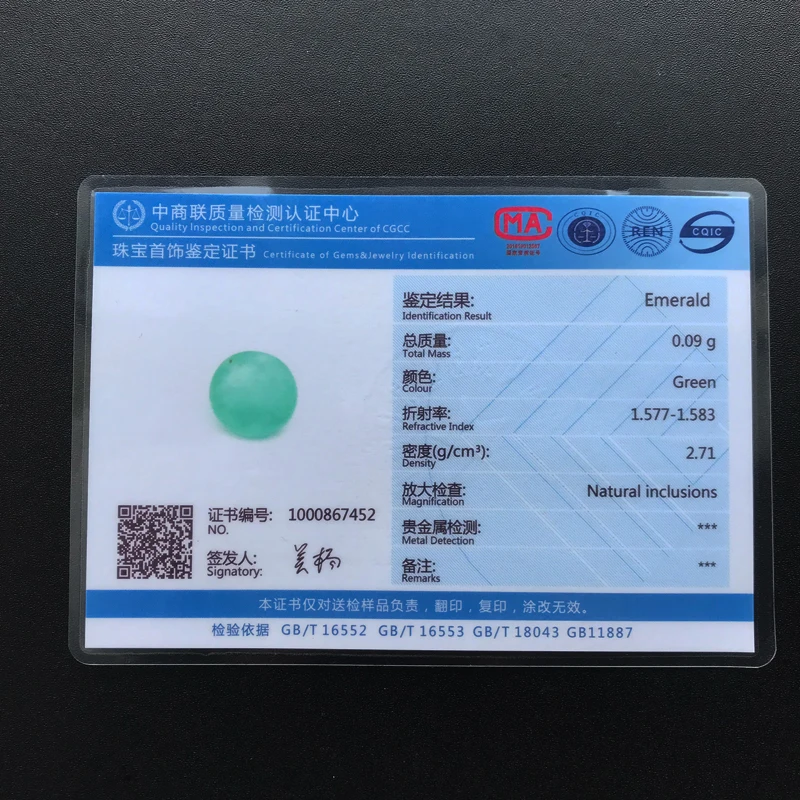 中商联质量检测认证中心
Quality Inspection and Certification Center of CGCC
珠宝首饰鉴定证书 Certificate of Gems&Jewelry Identification
MA
CQTC
REN
CQIC
鉴定结果: Emerald
Identification Result
总质量: 0.09 g
Total Mass
颜色: Green
Colour
折射率: 1.577-1.583
Refractive Index
密度(g/cm³): 2.71
Density
放大检查: Natural inclusions
Magnification
贵金属检测: ***
Metal Detection
备注: ***
Remarks
证书编号: 1000867452
NO.
签发人:
Signatory:
本证书仅对送检样品负责，翻印，复印，涂改无效。
检验依据 GB/T 16552 GB/T 16553 GB/T 18043 GB11887